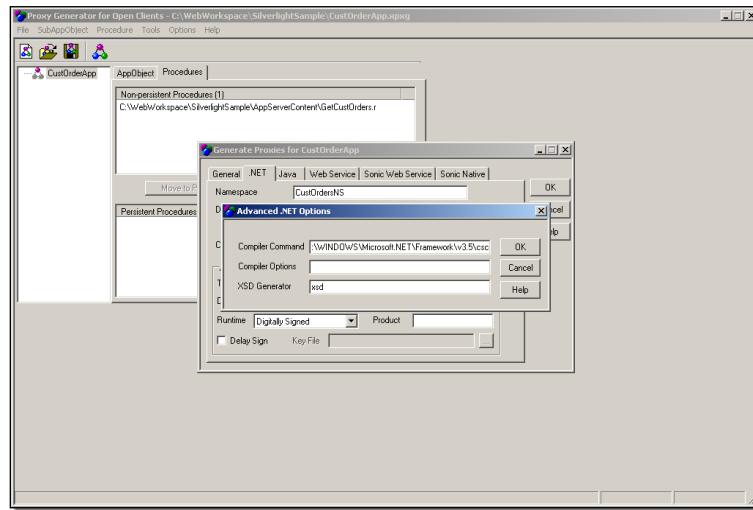 Proxy Generator for Open Clients - C:\WebWorkspace\SilverlightSample\CustOrderApp.xpxg
File SubAppObject Procedure Tools Options Help
CustOrderApp
AppObject Procedures
Non-persistent Procedures (1)
C:\WebWorkspace\SilverlightSample\AppServerContent\GetCustOrders.r
Move to P
Persistent Procedures
Generate Proxies for CustOrderApp
General .NET Java Web Service Sonic Web Service Sonic Native
Namespace CustOrdersNS OK
D
Advanced .NET Options
Compiler Command :\WINDOWS\Microsoft.NET\Framework\v3.5\csc OK
Compiler Options Cancel
XSD Generator xsd Help
Runtime Digitally Signed Product
Delay Sign Key File ...